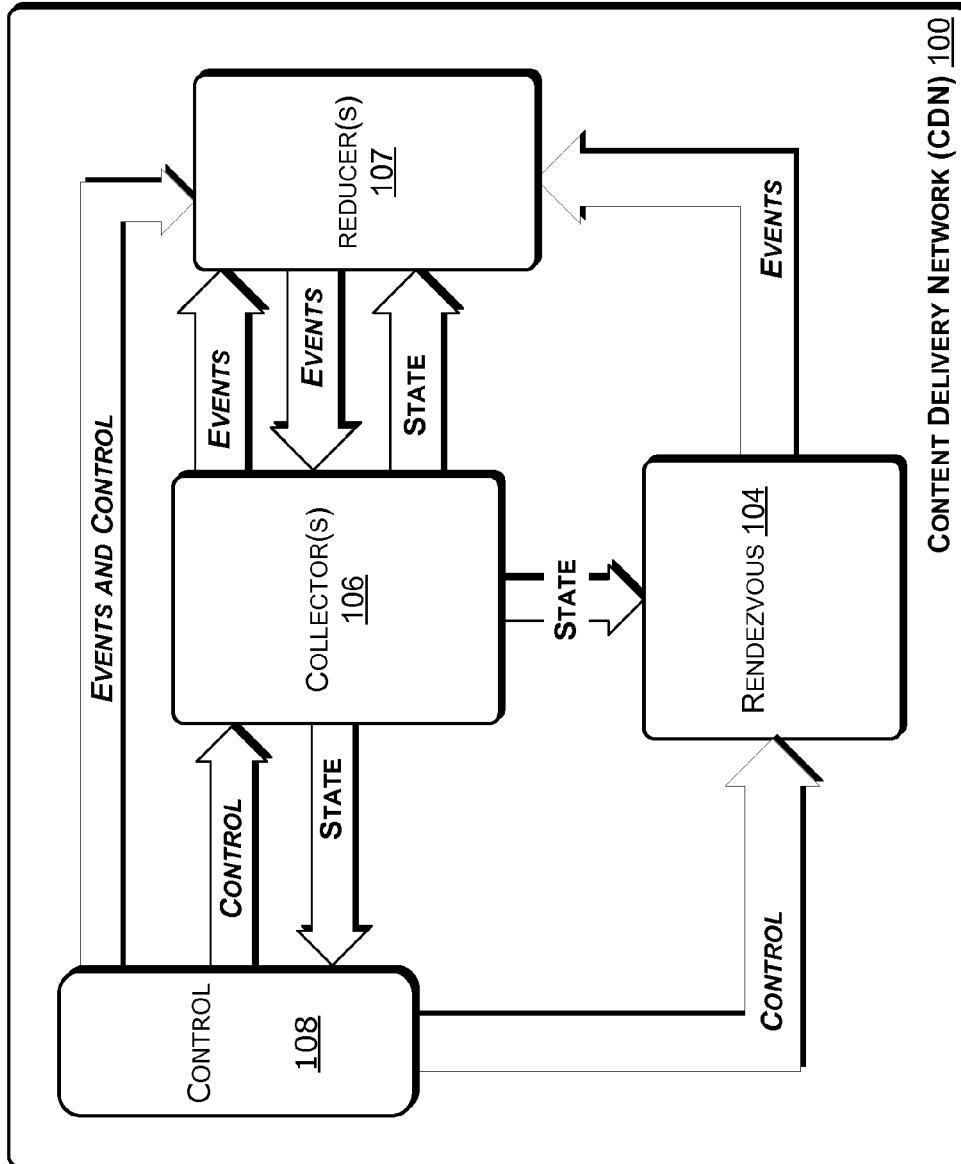 EVENTS AND CONTROL
CONTROL
108
CONTROL
STATE
COLLECTOR(S)
106
EVENTS
EVENTS
STATE
REDUCER(S)
107
STATE
CONTROL
RENDEZVOUS 104
EVENTS
CONTENT DELIVERY NETWORK (CDN) 100